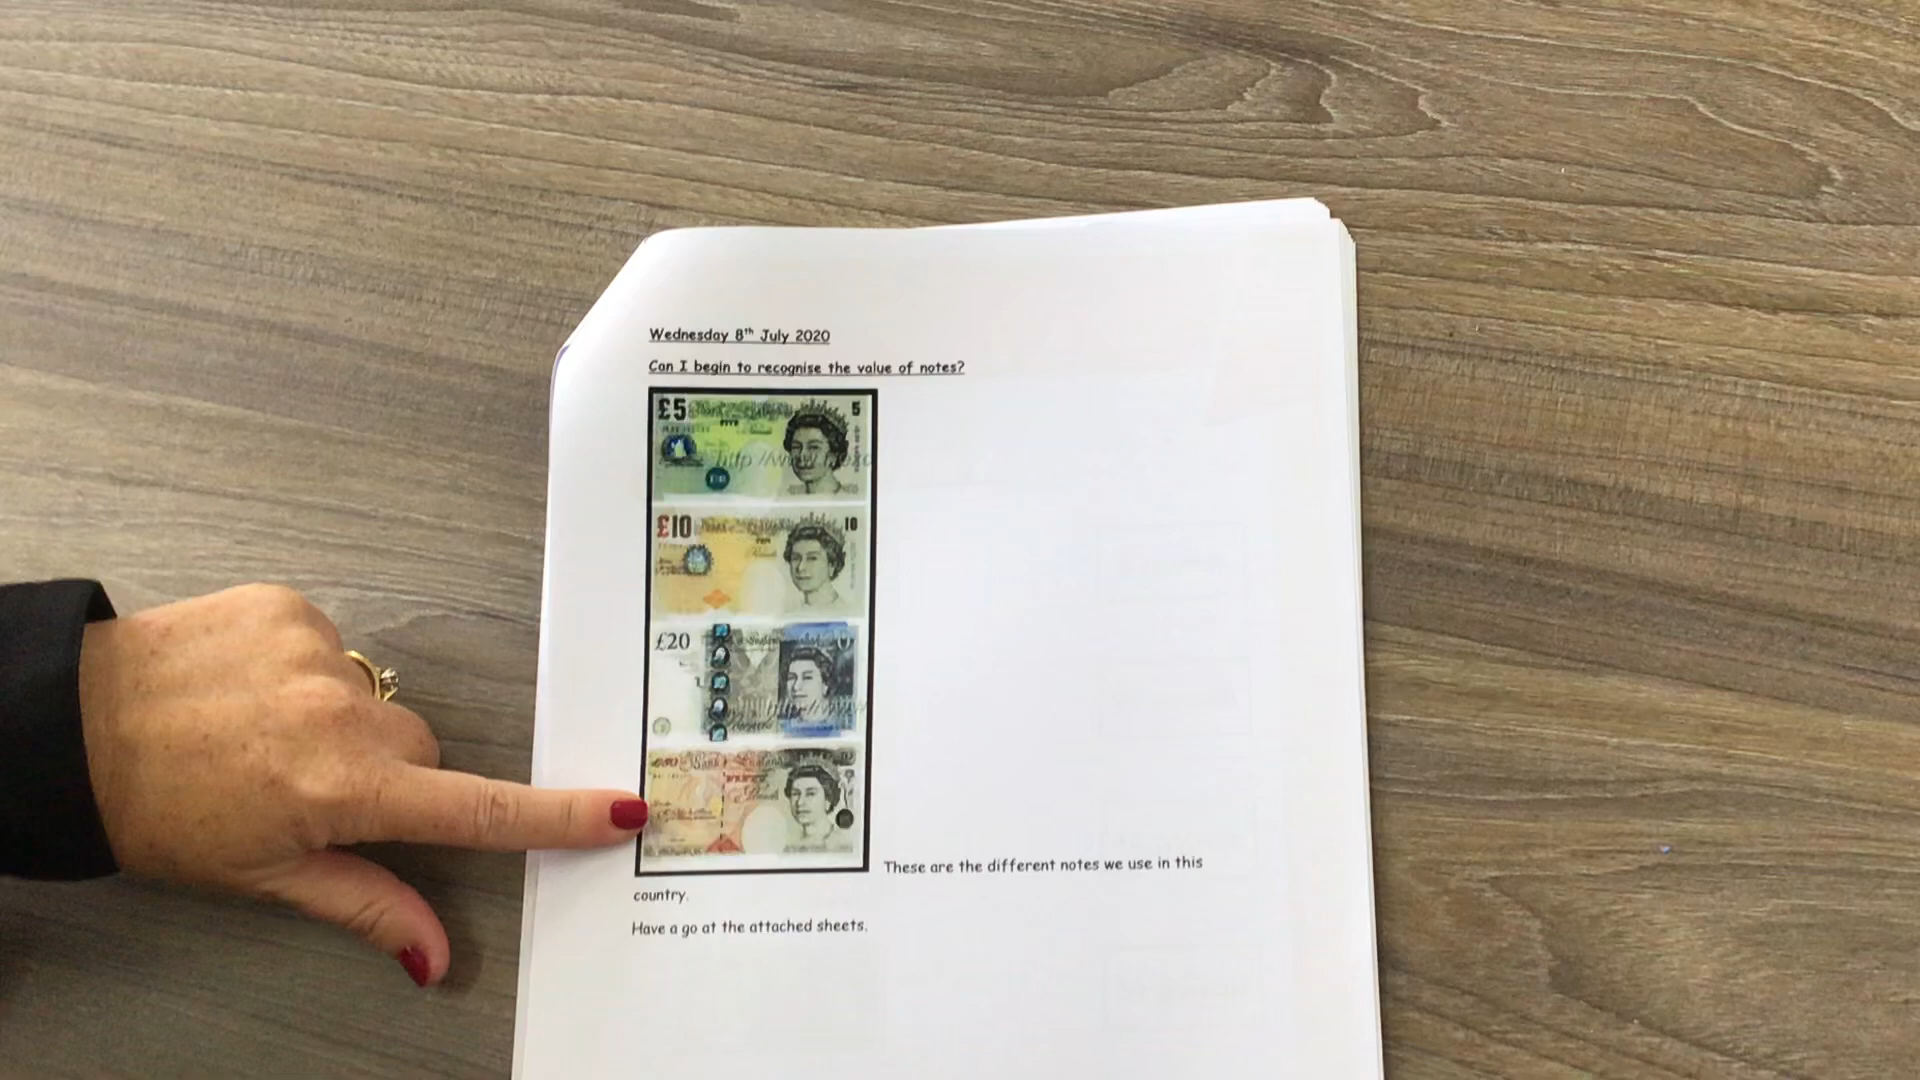 Wednesday 8th July 2020
Can I begin to recognise the value of notes?
£5
5
£10
10
£20
These are the different notes we use in this
country.
Have a go at the attached sheets.